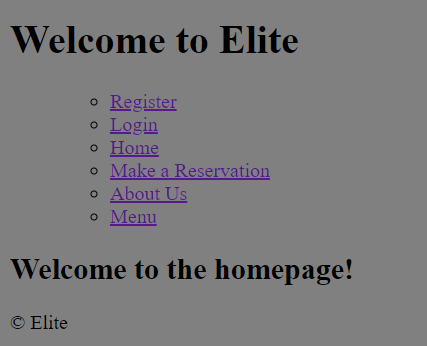 Welcome to Elite
Register
Login
Home
Make a Reservation
About Us
Menu
Welcome to the homepage!
© Elite